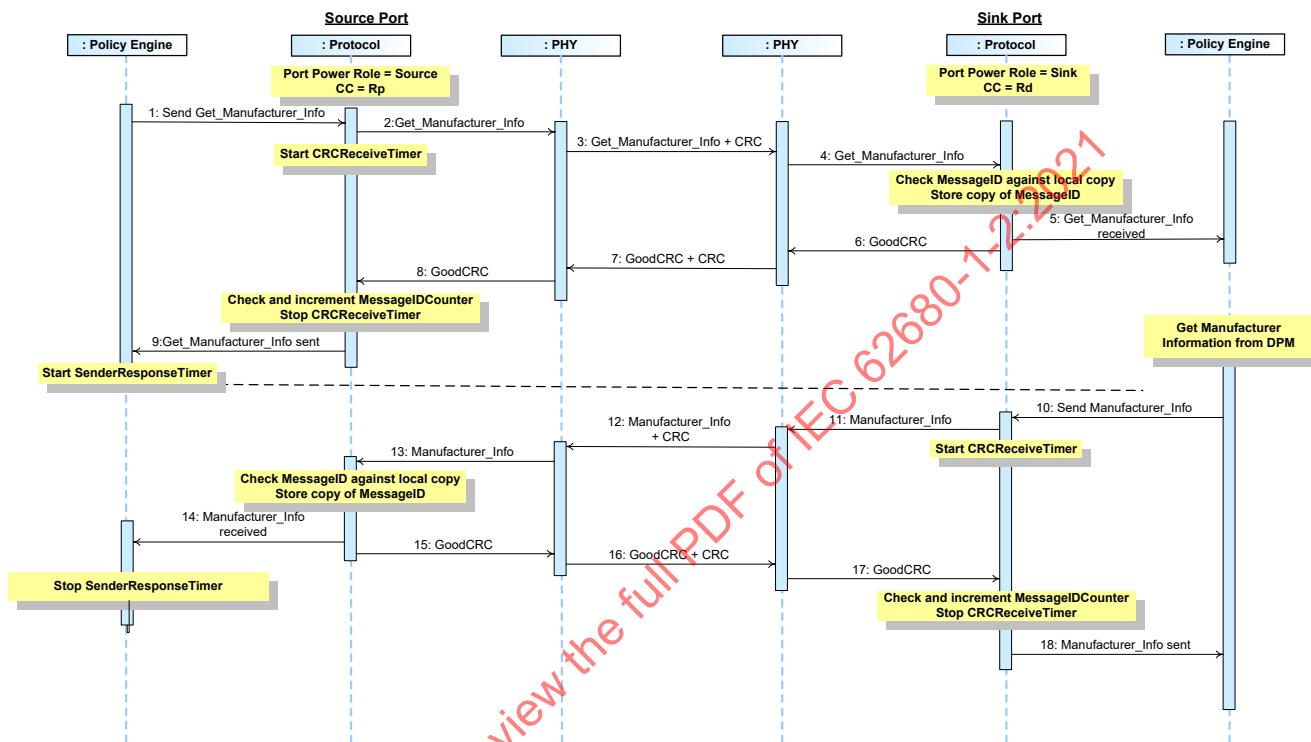 Source Port
Sink Port
: Policy Engine
: Protocol
: PHY
: PHY
: Protocol
: Policy Engine
Port Power Role = Source
CC = Rp
Port Power Role = Sink
CC = Rd
1: Send Get_Manufacturer_Info
2:Get_Manufacturer_Info
Start CRCReceiveTimer
3: Get_Manufacturer_Info + CRC
4: Get_Manufacturer_Info
Check MessageID against local copy
Store copy of MessageID
5: Get_Manufacturer_Info
received
6: GoodCRC
7: GoodCRC + CRC
8: GoodCRC
Check and increment MessageIDCounter
Stop CRCReceiveTimer
9:Get_Manufacturer_Info sent
Start SenderResponseTimer
Get Manufacturer
Information from DPM
10: Send Manufacturer_Info
11: Manufacturer_Info
Start CRCReceiveTimer
12: Manufacturer_Info
+ CRC
13: Manufacturer_Info
Check MessageID against local copy
Store copy of MessageID
14: Manufacturer_Info
received
15: GoodCRC
16: GoodCRC + CRC
17: GoodCRC
Stop SenderResponseTimer
Check and increment MessageIDCounter
Stop CRCReceiveTimer
18: Manufacturer_Info sent
view the full PDF of IEC 62680-1-2:2021